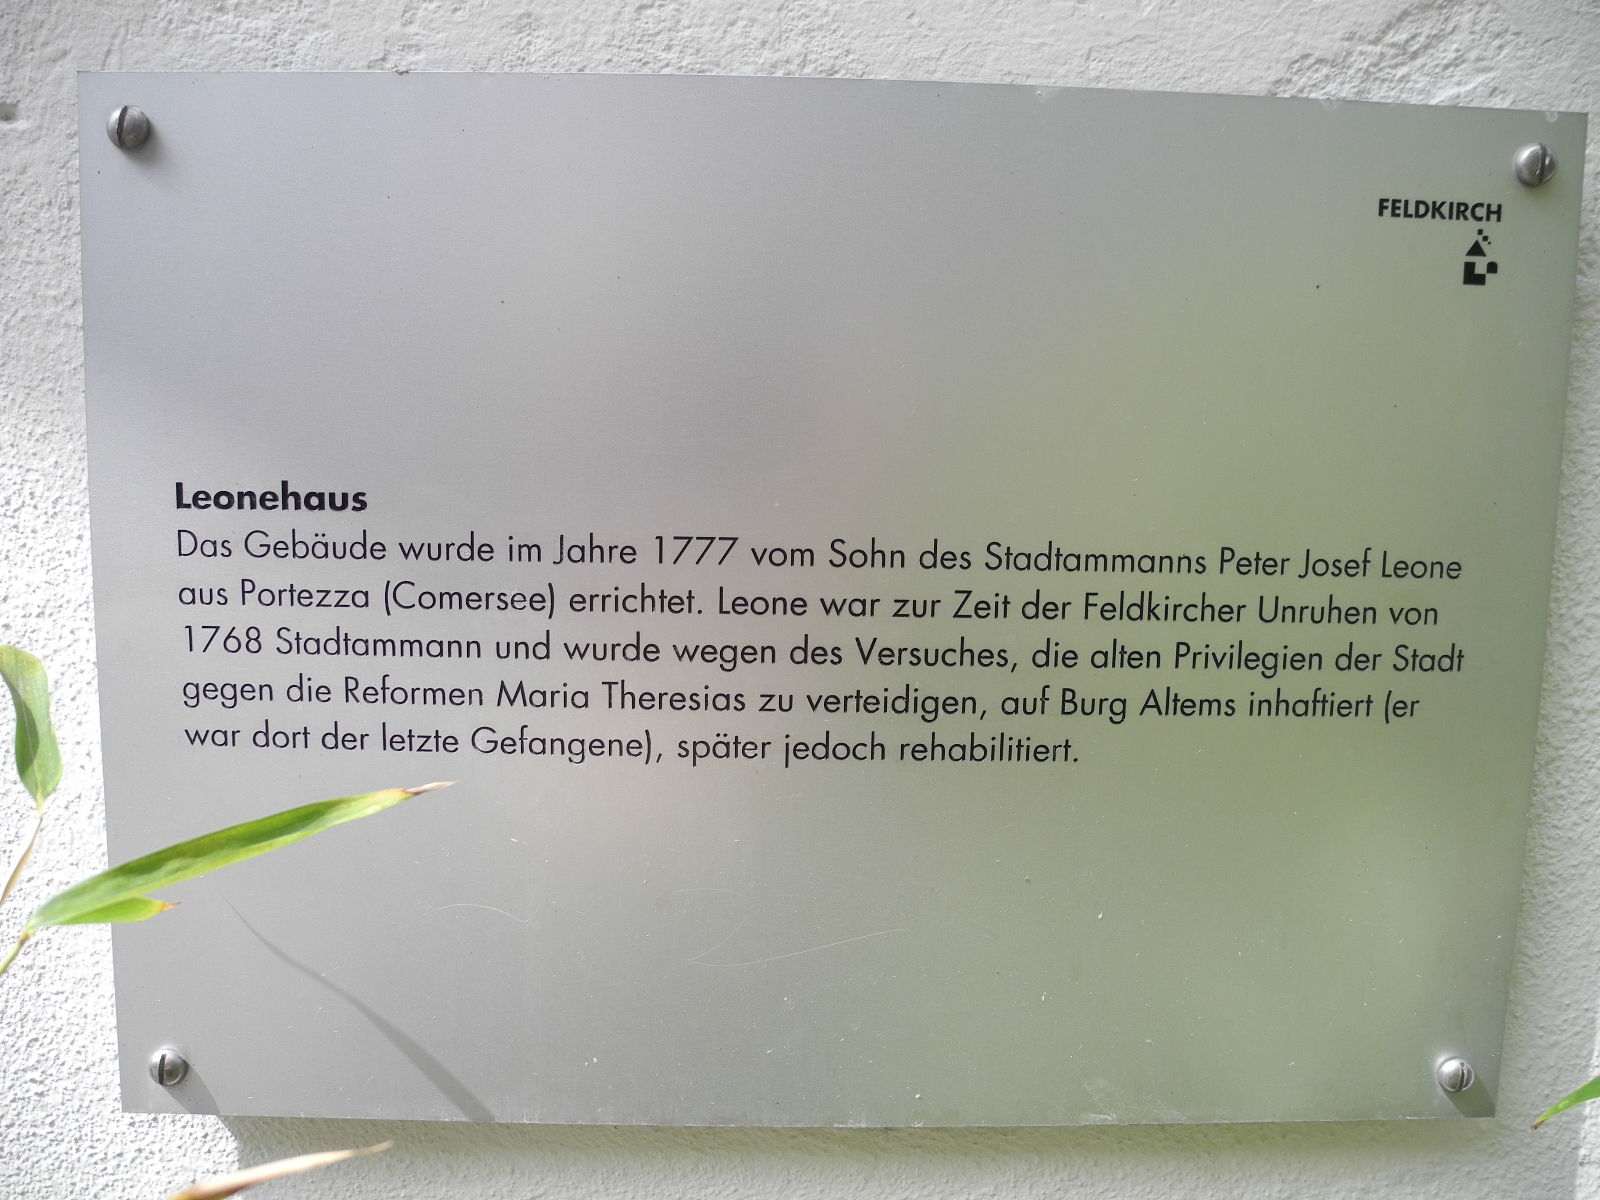 FELDKIRCH
Leonehaus
Das Gebäude wurde im Jahre 1777 vom Sohn des Stadtammanns Peter Josef Leone
aus Portezza (Comersee) errichtet. Leone war zur Zeit der Feldkircher Unruhen von
1768 Stadtammann und wurde wegen des Versuches, die alten Privilegien der Stadt
gegen die Reformen Maria Theresias zu verteidigen, auf Burg Altems inhaftiert (er
war dort der letzte Gefangene), später jedoch rehabilitiert.